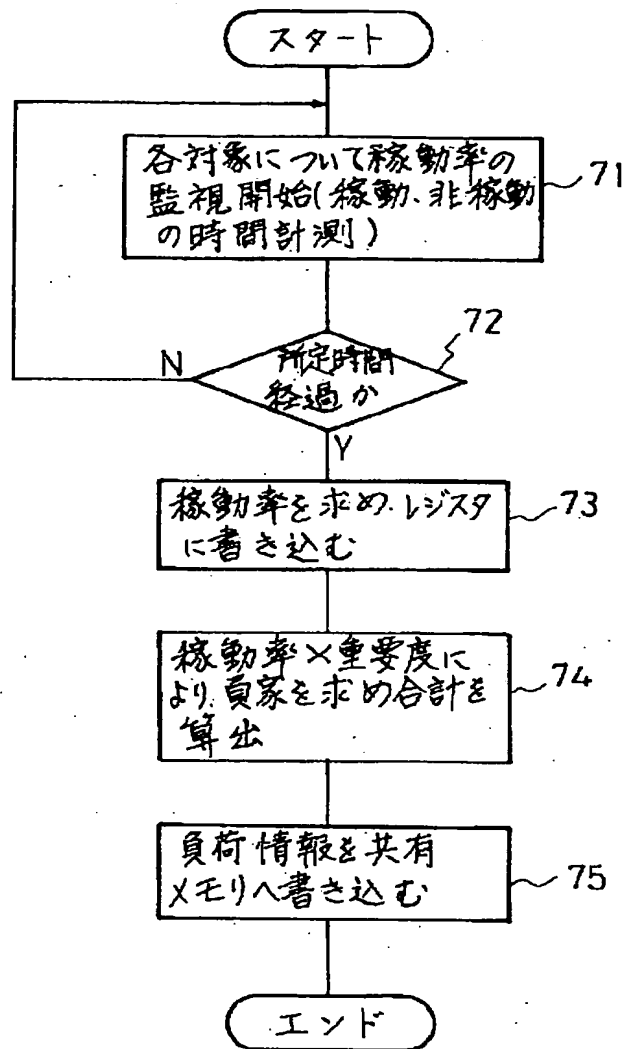 スタート
各対象について稼動率の
監視開始(稼動、非稼動
の時間計測)
71
72
所定時間
経過か
N
Y
稼動率を求め、レジスタ
に書き込む
73
稼動率×重要度に
より、負家を求め合計を
算出
74
負荷情報を共有
メモリへ書き込む
75
エンド